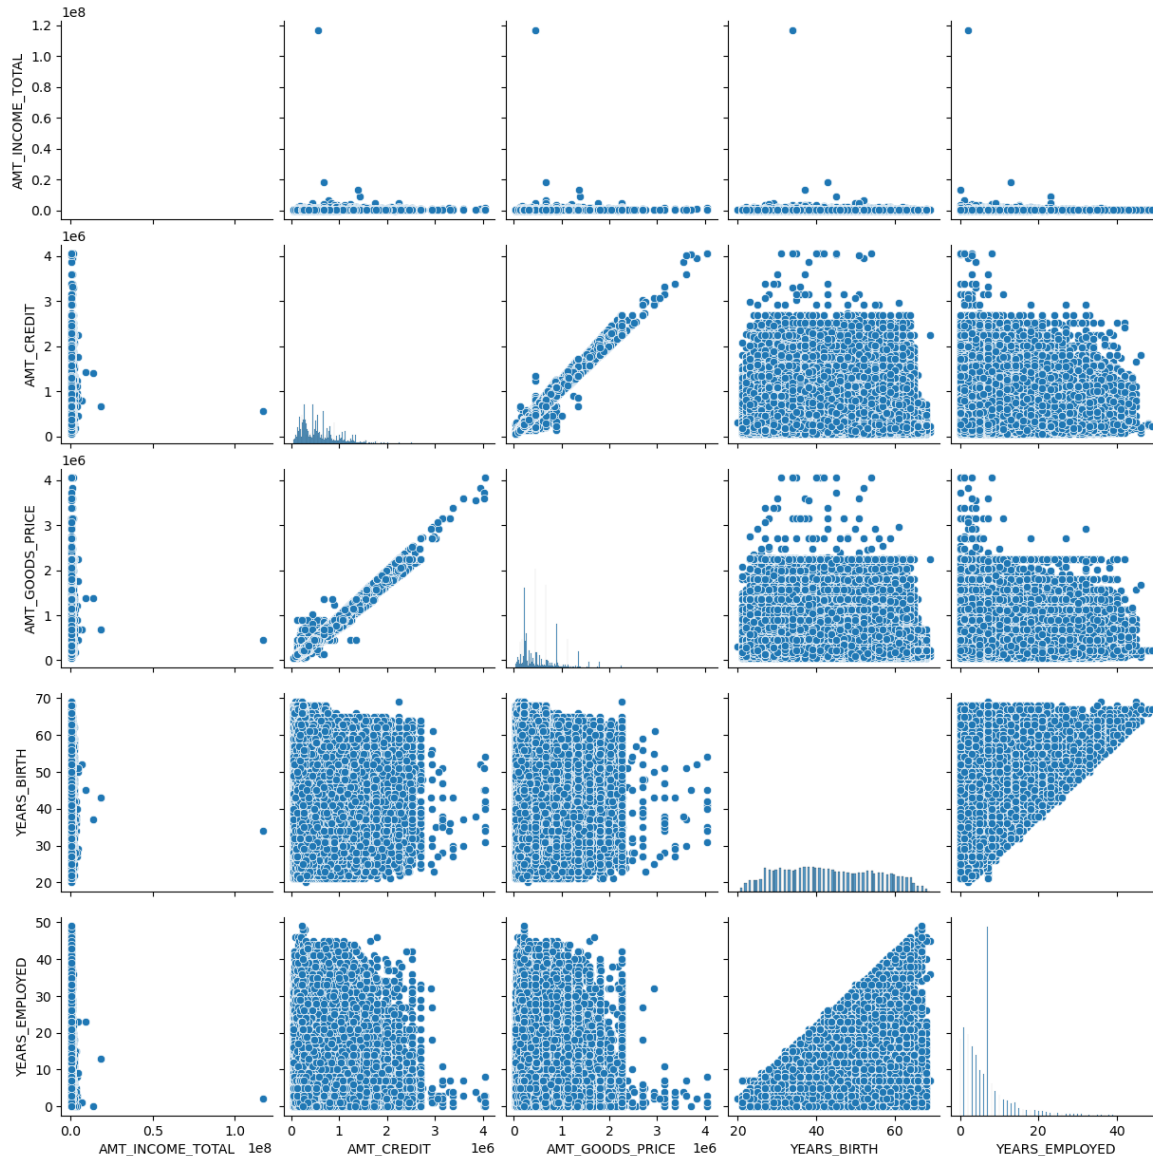 1e8
1.2
1.0
0.8
0.6
0.4
0.2
0.0
AMT_INCOME_TOTAL
1e6
4
3
2
1
0
AMT_CREDIT
1e6
4
3
2
1
0
AMT_GOODS_PRICE
70
60
50
40
30
20
YEARS_BIRTH
50
40
30
20
10
0
YEARS_EMPLOYED
0.0 0.5 1.0 0 1 2 3 4 0 1 2 3 4 20 40 60 0 20 40
AMT_INCOME_TOTAL 1e8 AMT_CREDIT 1e6 AMT_GOODS_PRICE 1e6 YEARS_BIRTH YEARS_EMPLOYED